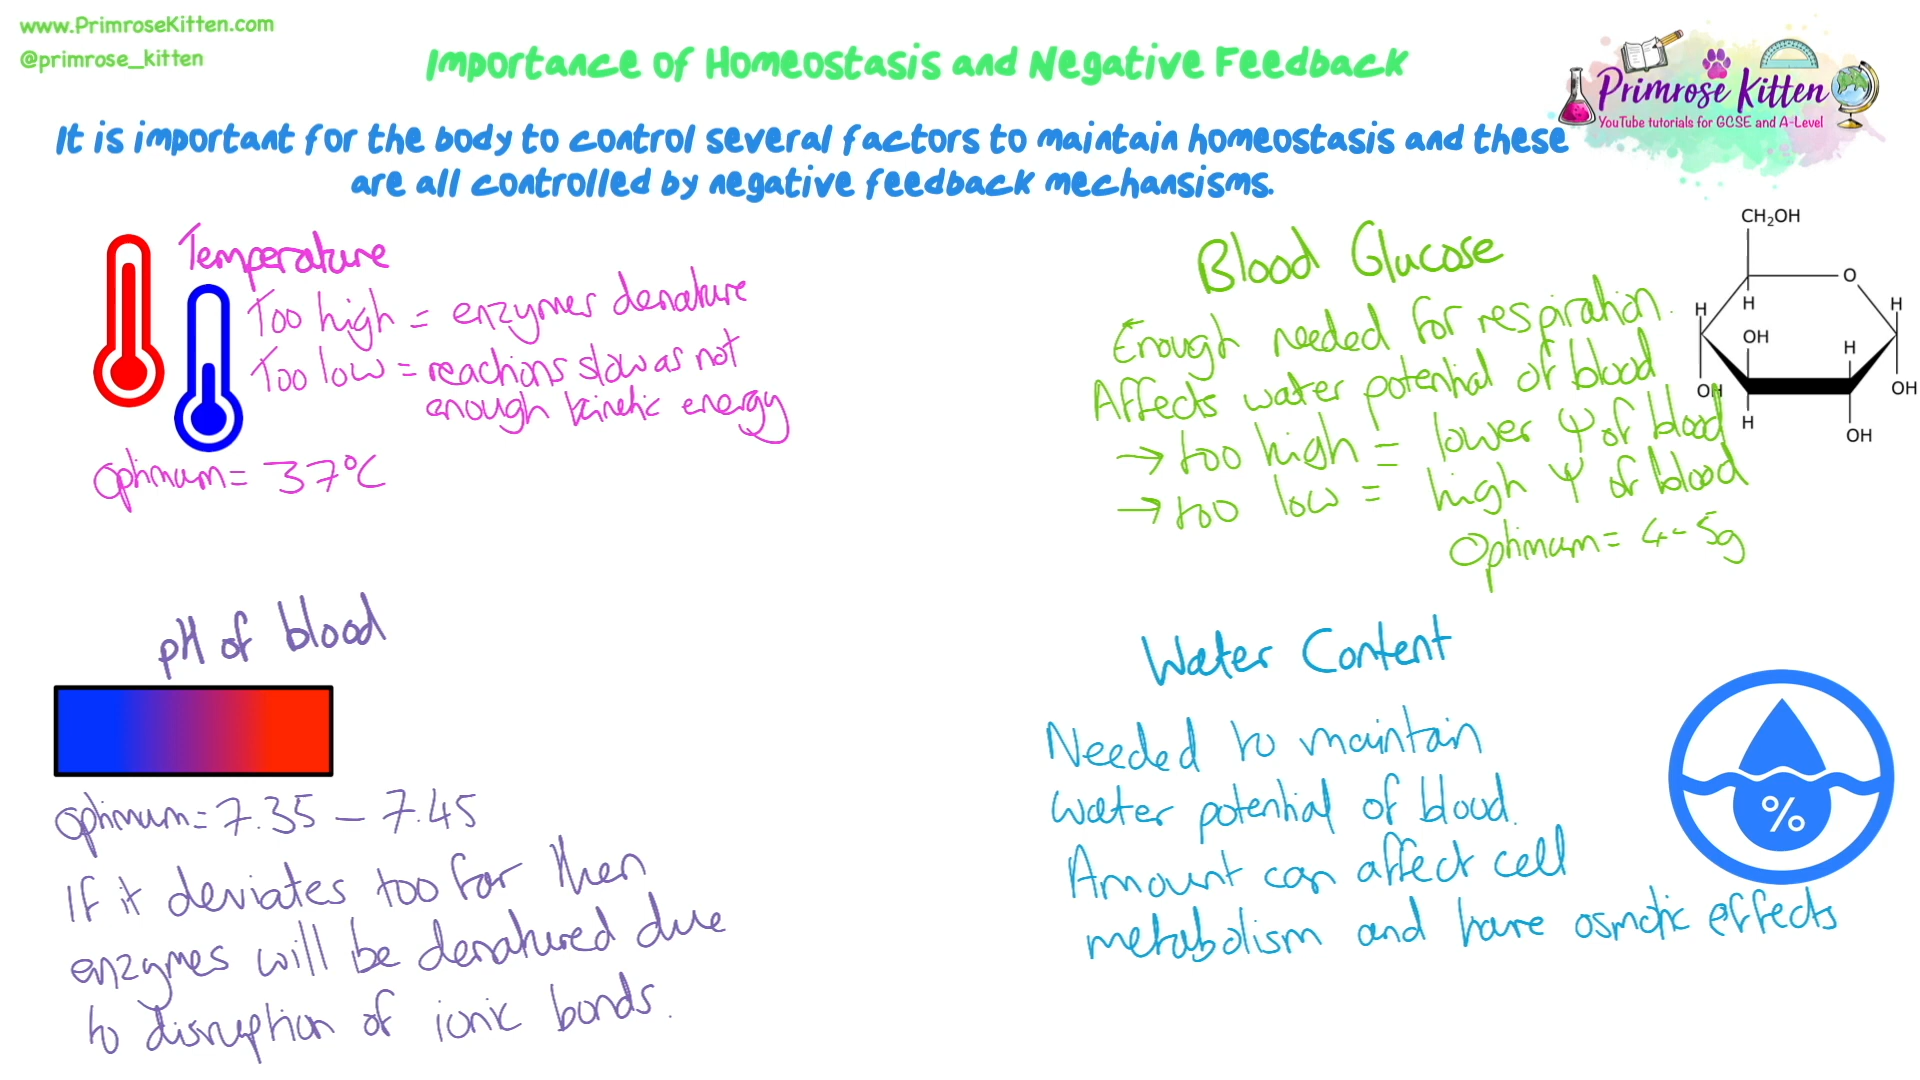 www.PrimroseKitten.com
@primrose_kitten
Importance of Homeostasis and Negative Feedback
Primrose Kitten
YouTube tutorials for GCSE and A-Level
It is important for the body to control several factors to maintain homeostasis and these
are all controlled by negative feedback mechansisms.
Temperature
Too high = enzymes denature
Too low = reactions slow as not
enough kinetic energy
Optimum = 37°C
Blood Glucose
Enough needed for respiration.
Affects water potential of blood
→ too high = lower Ψ of blood
→ too low = high Ψ of blood
Optimum = 4-5g
CH₂OH
O
H
H
H
OH
H
OH
OH
H
OH
pH of blood
Optimum = 7.35 – 7.45
If it deviates too far then
enzymes will be denatured due
to disruption of ionic bonds.
Water Content
Needed to maintain
water potential of blood.
Amount can affect cell
metabolism and have osmotic effects
%